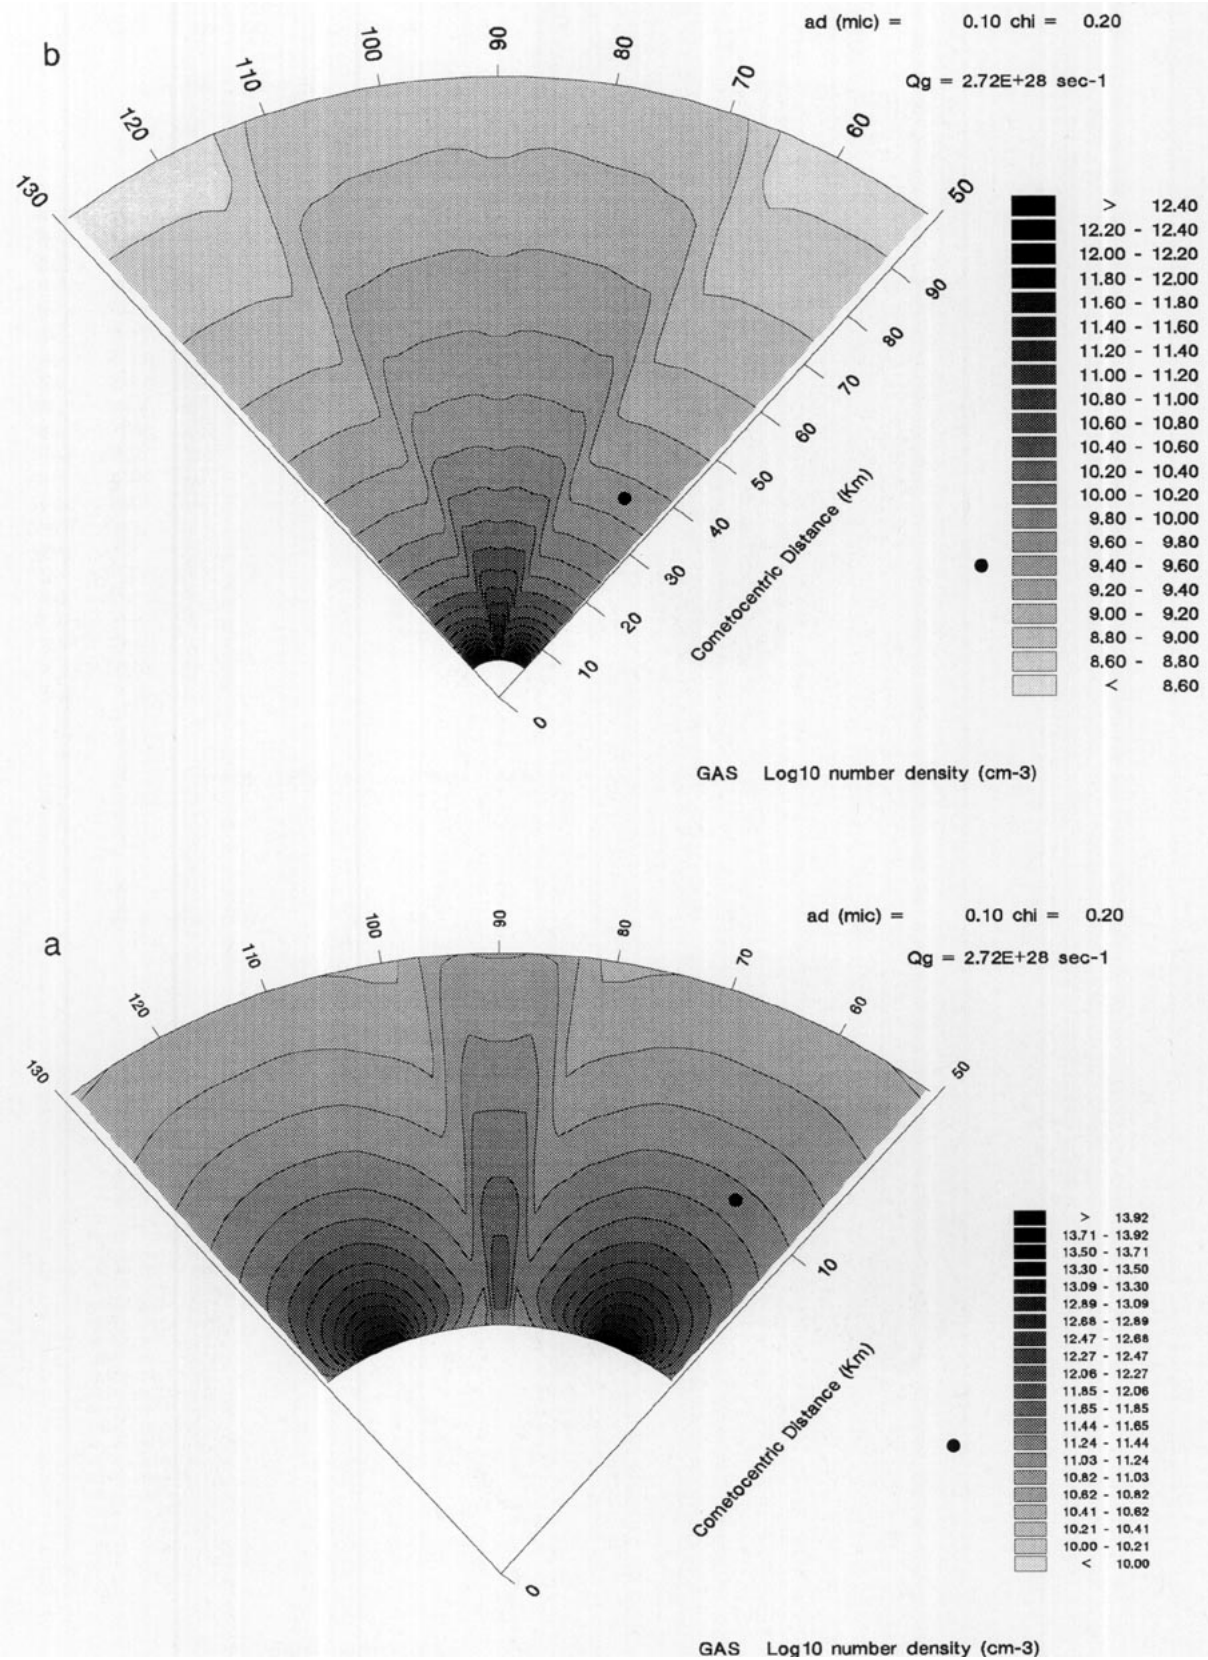 b
ad (mic) = 0.10 chi = 0.20
Qg = 2.72E+28 sec-1
130
120
110
100
90
80
70
60
50
90
80
70
60
50
40
30
20
10
0
Cometocentric Distance (Km)
> 12.40
12.20 - 12.40
12.00 - 12.20
11.80 - 12.00
11.60 - 11.80
11.40 - 11.60
11.20 - 11.40
11.00 - 11.20
10.80 - 11.00
10.60 - 10.80
10.40 - 10.60
10.20 - 10.40
10.00 - 10.20
9.80 - 10.00
9.60 - 9.80
9.40 - 9.60
9.20 - 9.40
9.00 - 9.20
8.80 - 9.00
8.60 - 8.80
< 8.60
GAS Log10 number density (cm-3)
a
ad (mic) = 0.10 chi = 0.20
Qg = 2.72E+28 sec-1
130
120
110
100
90
80
70
60
50
10
0
Cometocentric Distance (Km)
> 13.92
13.71 - 13.92
13.50 - 13.71
13.30 - 13.50
13.09 - 13.30
12.89 - 13.09
12.68 - 12.89
12.47 - 12.68
12.27 - 12.47
12.06 - 12.27
11.85 - 12.06
11.65 - 11.85
11.44 - 11.65
11.24 - 11.44
11.03 - 11.24
10.82 - 11.03
10.62 - 10.82
10.41 - 10.62
10.21 - 10.41
10.00 - 10.21
< 10.00
GAS Log10 number density (cm-3)